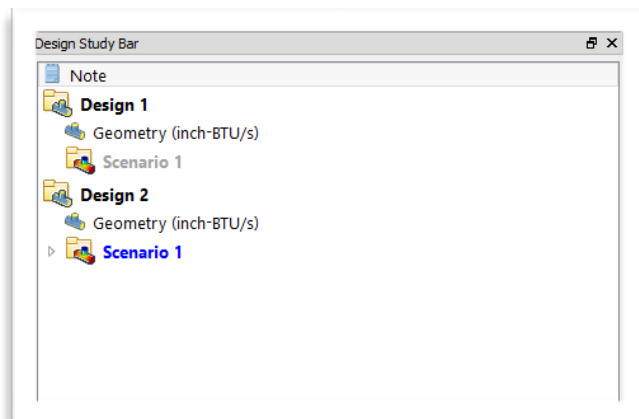 Design Study Bar
Note
Design 1
Geometry (inch-BTU/s)
Scenario 1
Design 2
Geometry (inch-BTU/s)
Scenario 1